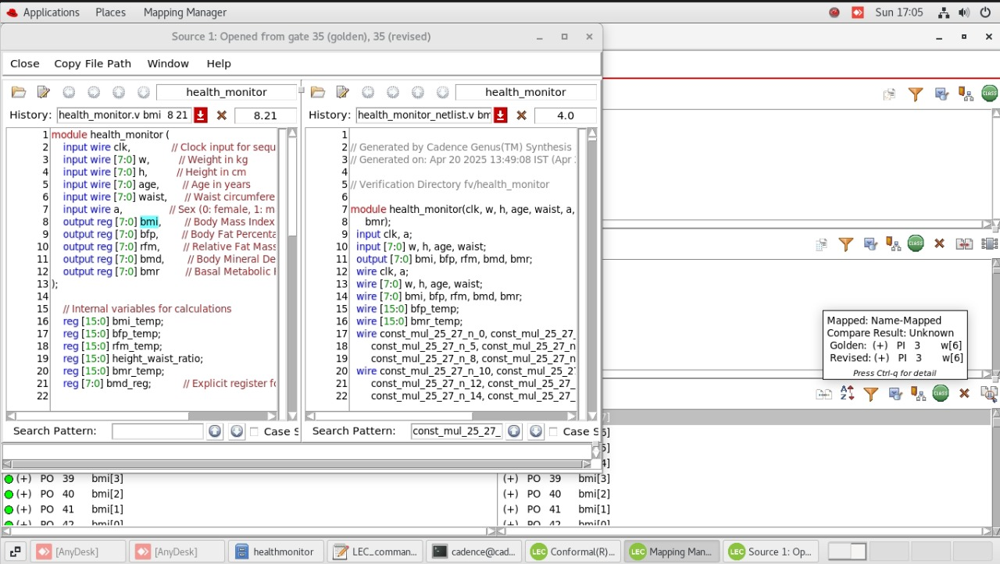 Applications Places Mapping Manager Sun 17:05
Source 1: Opened from gate 35 (golden), 35 (revised)
Close Copy File Path Window Help
health_monitor
History: health_monitor.v bmi 8 21 8.21
1 module health_monitor (
2 input wire clk, // Clock input for sequ
3 input wire [7:0] w, // Weight in kg
4 input wire [7:0] h, // Height in cm
5 input wire [7:0] age, // Age in years
6 input wire [7:0] waist, // Waist circumfere
7 input wire a, // Sex (0: female, 1: m
8 output reg [7:0] bmi, // Body Mass Index
9 output reg [7:0] bfp, // Body Fat Percenta
10 output reg [7:0] rfm, // Relative Fat Mass
11 output reg [7:0] bmd, // Body Mineral De
12 output reg [7:0] bmr // Basal Metabolic
13 );
14
15 // Internal variables for calculations
16 reg [15:0] bmi_temp;
17 reg [15:0] bfp_temp;
18 reg [15:0] rfm_temp;
19 reg [15:0] height_waist_ratio;
20 reg [15:0] bmr_temp;
21 reg [7:0] bmd_reg; // Explicit register fo
22
Search Pattern: Case S
health_monitor
History: health_monitor_netlist.v bm 4.0
1
2 // Generated by Cadence Genus(TM) Synthesis
3 // Generated on: Apr 20 2025 13:49:08 IST (Apr
4
5 // Verification Directory fv/health_monitor
6
7 module health_monitor(clk, w, h, age, waist, a,
8 bmr);
9 input clk, a;
10 input [7:0] w, h, age, waist;
11 output [7:0] bmi, bfp, rfm, bmd, bmr;
12 wire clk, a;
13 wire [7:0] w, h, age, waist;
14 wire [7:0] bmi, bfp, rfm, bmd, bmr;
15 wire [15:0] bfp_temp;
16 wire [15:0] bmr_temp;
17 wire const_mul_25_27_n_0, const_mul_25_27_
18 const_mul_25_27_n_5, const_mul_25_27_n
19 const_mul_25_27_n_8, const_mul_25_27_n
20 wire const_mul_25_27_n_10, const_mul_25_2
21 const_mul_25_27_n_12, const_mul_25_27_
22 const_mul_25_27_n_14, const_mul_25_27_
Search Pattern: const_mul_25_27_ Case S
CLASS
CLASS
Mapped: Name-Mapped
Compare Result: Unknown
Golden: (+) PI 3 w[6]
Revised: (+) PI 3 w[6]
Press Ctrl-q for detail
CLASS
7]
6]
5]
4]
(+) PO 39 bmi[3] (+) PO 39 bmi[3]
(+) PO 40 bmi[2] (+) PO 40 bmi[2]
(+) PO 41 bmi[1] (+) PO 41 bmi[1]
(+) PO 42 bmi[0] (+) PO 42 bmi[0]
[AnyDesk] [AnyDesk] healthmonitor LEC_comman... cadence@cad... LEC Conformal(R)... LEC Mapping Man... LEC Source 1: Op...